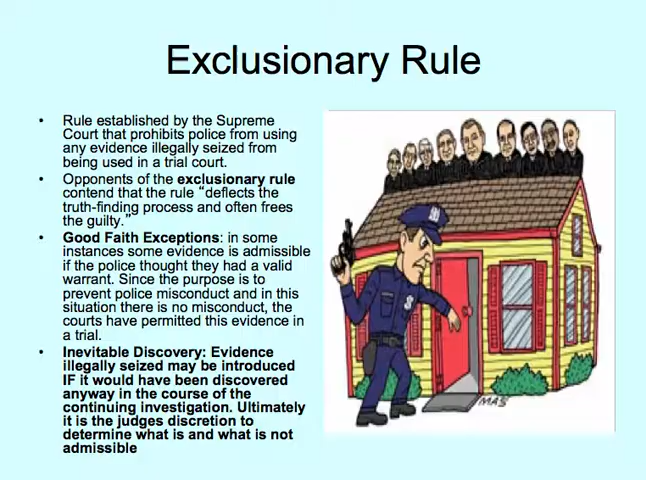 Exclusionary Rule
• Rule established by the Supreme
Court that prohibits police from using
any evidence illegally seized from
being used in a trial court.
• Opponents of the exclusionary rule
contend that the rule “deflects the
truth-finding process and often frees
the guilty.”
• Good Faith Exceptions: in some
instances some evidence is admissible
if the police thought they had a valid
warrant. Since the purpose is to
prevent police misconduct and in this
situation there is no misconduct, the
courts have permitted this evidence in
a trial.
• Inevitable Discovery: Evidence
illegally seized may be introduced
IF it would have been discovered
anyway in the course of the
continuing investigation. Ultimately
it is the judges discretion to
determine what is and what is not
admissible
MAS